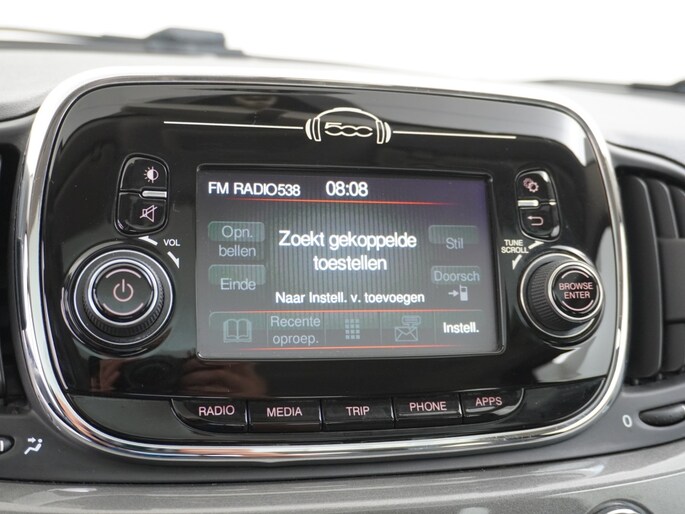 500
FM RADIO538 08:08
VOL
TUNE
SCROLL
Opn.
bellen
Zoekt gekoppelde
toestellen
Stil
Einde
Doorsch
BROWSE
ENTER
Naar Instell. v. toevoegen
Recente
oproep.
Instell.
RADIO MEDIA TRIP PHONE APPS
0